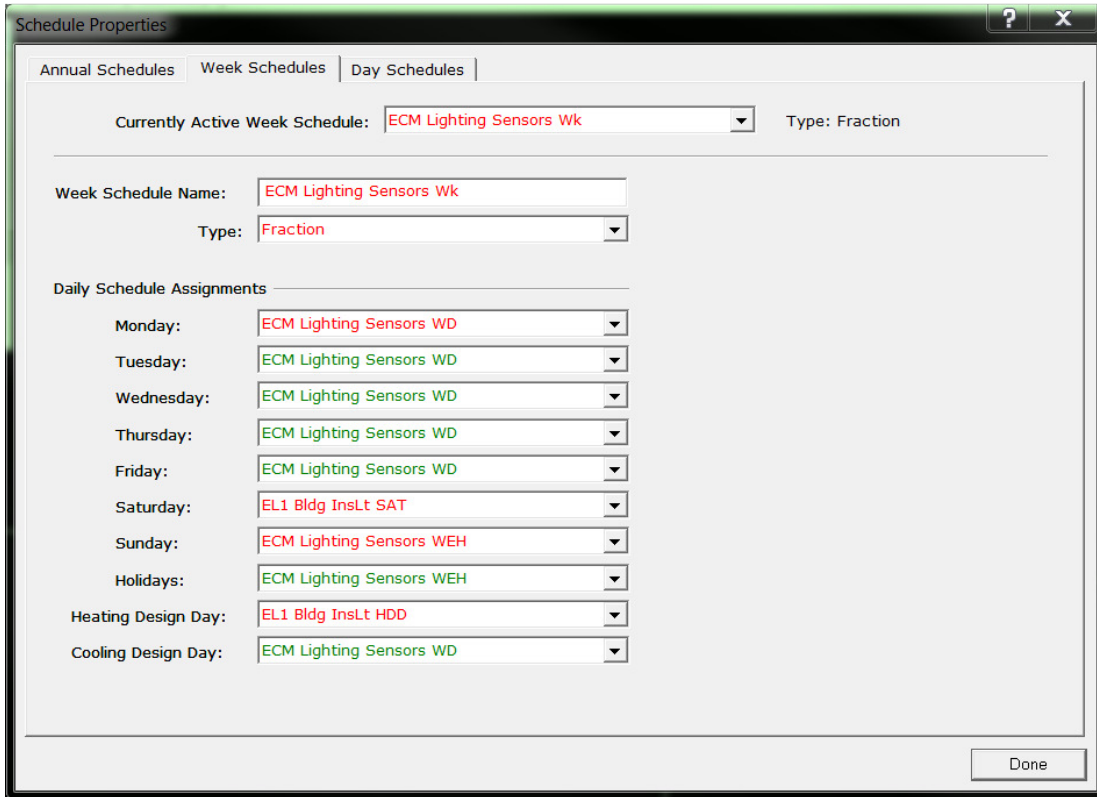 Schedule Properties
? X
Annual Schedules Week Schedules Day Schedules
Currently Active Week Schedule: ECM Lighting Sensors Wk Type: Fraction
Week Schedule Name: ECM Lighting Sensors Wk
Type: Fraction
Daily Schedule Assignments
Monday: ECM Lighting Sensors WD
Tuesday: ECM Lighting Sensors WD
Wednesday: ECM Lighting Sensors WD
Thursday: ECM Lighting Sensors WD
Friday: ECM Lighting Sensors WD
Saturday: EL1 Bldg InsLt SAT
Sunday: ECM Lighting Sensors WEH
Holidays: ECM Lighting Sensors WEH
Heating Design Day: EL1 Bldg InsLt HDD
Cooling Design Day: ECM Lighting Sensors WD
Done